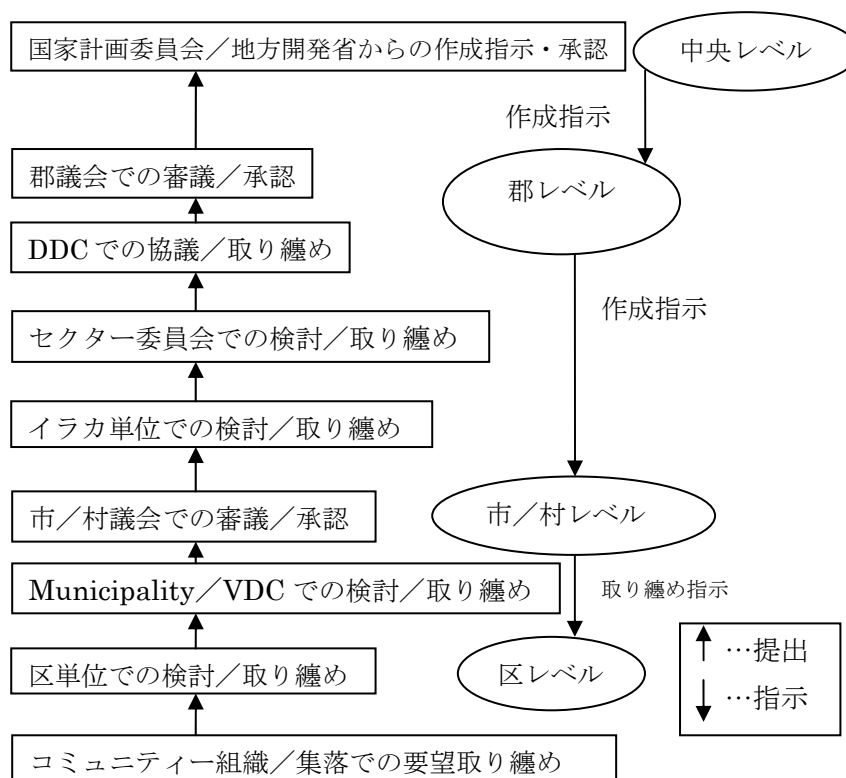 国家計画委員会／地方開発省からの作成指示・承認
中央レベル
作成指示
郡議会での審議／承認
郡レベル
DDC での協議／取り纏め
作成指示
セクター委員会での検討／取り纏め
イラカ単位での検討／取り纏め
市／村議会での審議／承認
市／村レベル
Municipality／VDC での検討／取り纏め
取り纏め指示
区単位での検討／取り纏め
区レベル
…提出
…指示
コミュニティー組織／集落での要望取り纏め